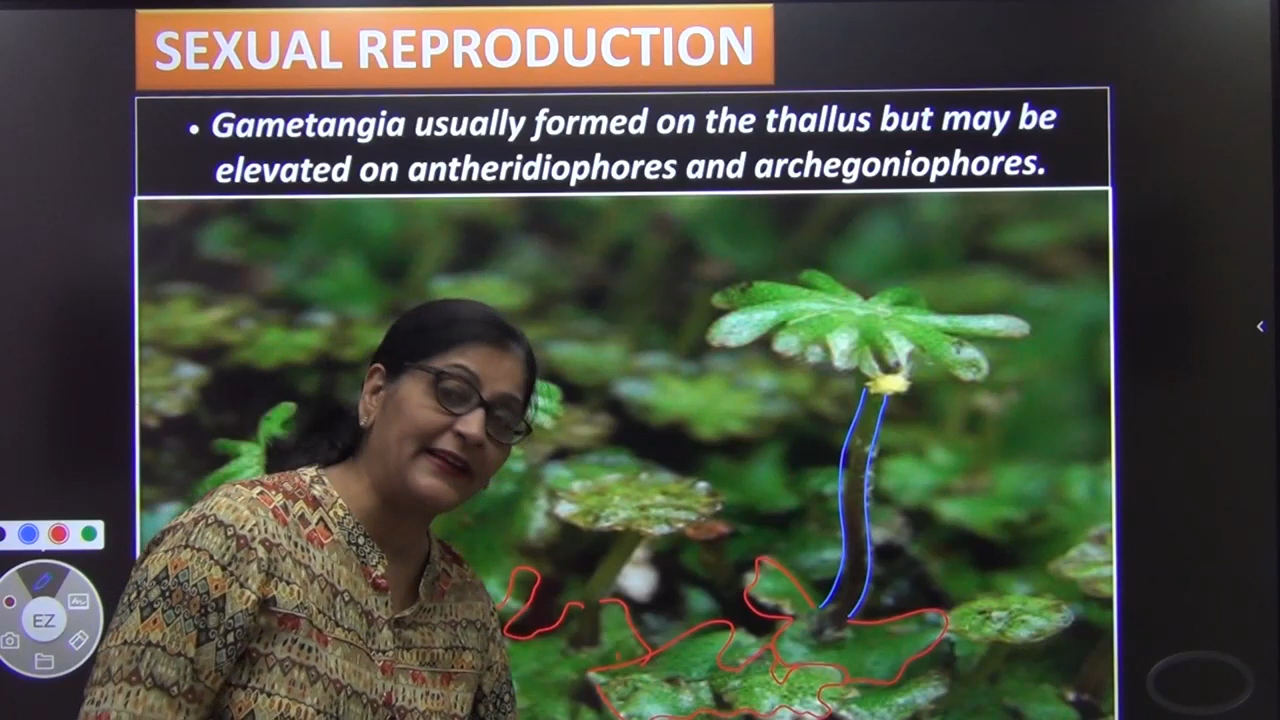 SEXUAL REPRODUCTION
• Gametangia usually formed on the thallus but may be
elevated on antheridiophores and archegoniophores.
EZ